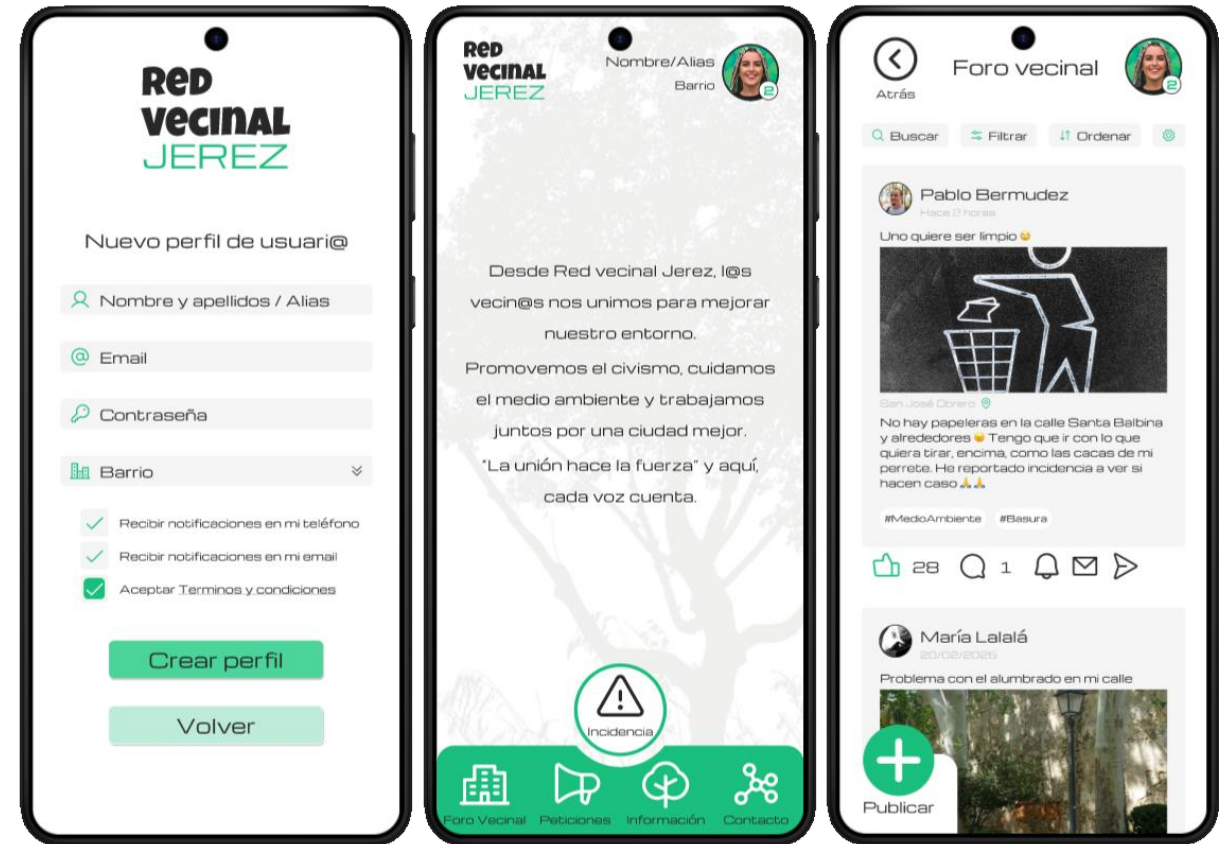 Red
Vecinal
JEREZ
Nuevo perfil de usuari@
Nombre y apellidos / Alias
Email
Contraseña
Barrio
Recibir notificaciones en mi teléfono
Recibir notificaciones en mi email
Aceptar Terminos y condiciones
Crear perfil
Volver
Red
Vecinal
JEREZ
Nombre/Alias
Barrio
2
Desde Red vecinal Jerez, l@s
vecin@s nos unimos para mejorar
nuestro entorno.
Promovemos el civismo, cuidamos
el medio ambiente y trabajamos
juntos por una ciudad mejor.
"La unión hace la fuerza" y aquí,
cada voz cuenta.
Incidencia
Foro Vecinal Peticiones Información Contacto
Atrás
Foro vecinal
2
Buscar Filtrar Ordenar
Pablo Bermudez
Hace 2 horas
Uno quiere ser limpio
San José Obrero
No hay papeleras en la calle Santa Balbina
y alrededores 😓 Tengo que ir con lo que
quiera tirar, encima, como las cacas de mi
perrete. He reportado incidencia a ver si
hacen caso 🙏🙏
#MedioAmbiente #Basura
28 1
María Lalalá
20/02/2026
Problema con el alumbrado en mi calle
Publicar